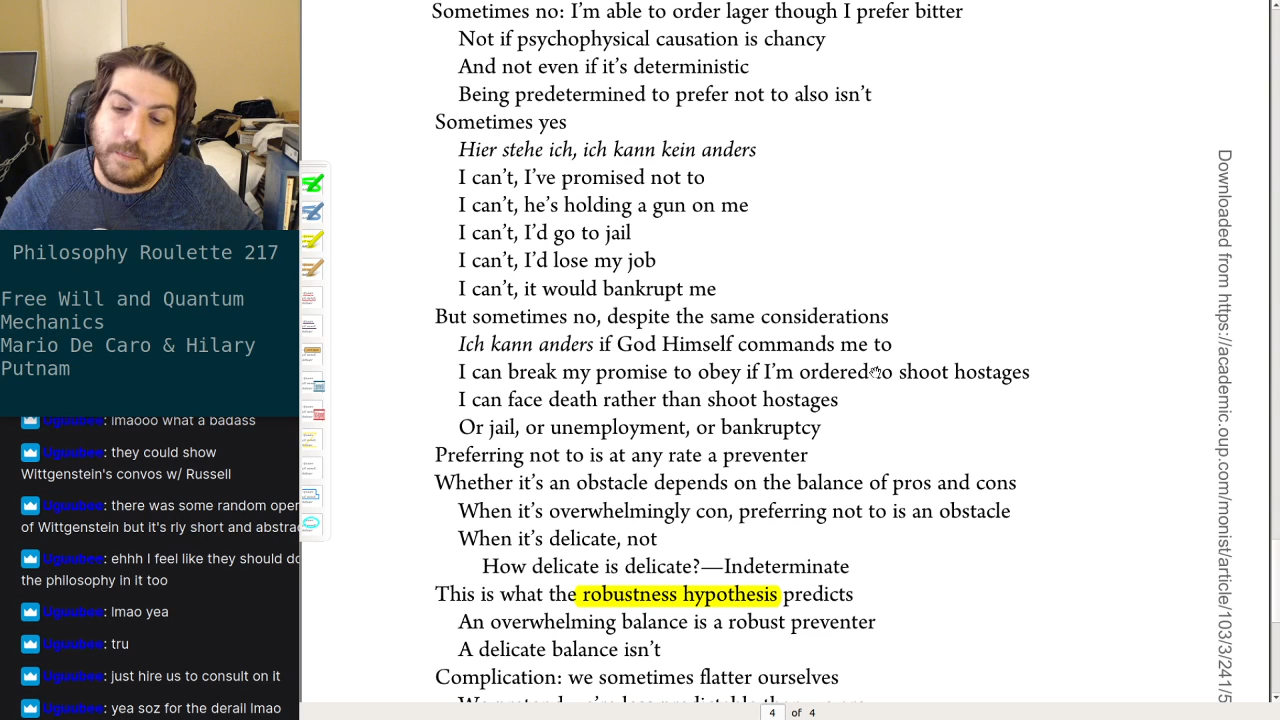 Sometimes no: I'm able to order lager though I prefer bitter
Not if psychophysical causation is chancy
And not even if it's deterministic
Being predetermined to prefer not to also isn't
Sometimes yes
Hier stehe ich, ich kann kein anders
I can't, I've promised not to
I can't, he's holding a gun on me
I can't, I'd go to jail
I can't, I'd lose my job
I can't, it would bankrupt me
But sometimes no, despite the same considerations
Ich kann anders if God Himself commands me to
I can break my promise to obey if I'm ordered to shoot hostages
I can face death rather than shoot hostages
Or jail, or unemployment, or bankruptcy
Preferring not to is at any rate a preventer
Whether it's an obstacle depends on the balance of pros and cons
When it's overwhelmingly con, preferring not to is an obstacle
When it's delicate, not
How delicate is delicate?—Indeterminate
This is what the robustness hypothesis predicts
An overwhelming balance is a robust preventer
A delicate balance isn't
Complication: we sometimes flatter ourselves
4 of 4
Downloaded from https://academic.oup.com/monist/article/103/3/241/5
Philosophy Roulette 217
Free Will and Quantum
Mechanics
Mario De Caro & Hilary
Putnam
: lmaooo what a badass
: they could show
Wittgenstein's convos w/ Russell
: there was some random oper
of Wittgenstein but it's rly short and abstra
: ehhh I feel like they should do
the philosophy in it too
: lmao yea
: tru
: just hire us to consult on it
: yea soz for the derall lmao